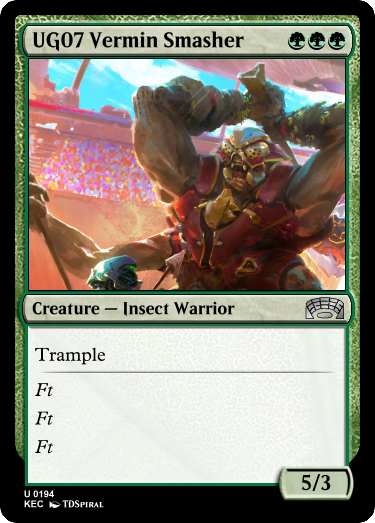 UG07 Vermin Smasher
Creature — Insect Warrior
Trample
Ft
Ft
Ft
5/3
U 0194
KEC TDSpiral